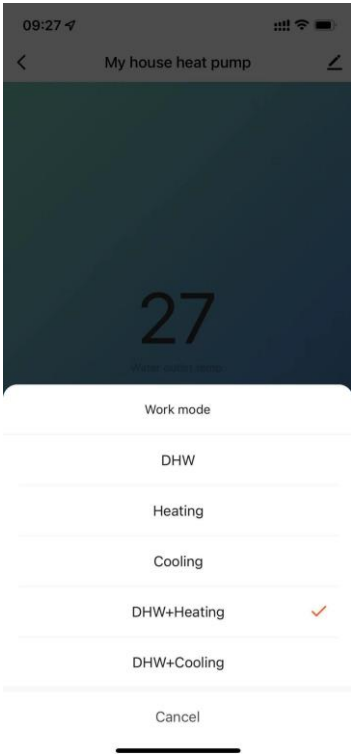 09:27
My house heat pump
27
Work mode
DHW
Heating
Cooling
DHW+Heating
DHW+Cooling
Cancel